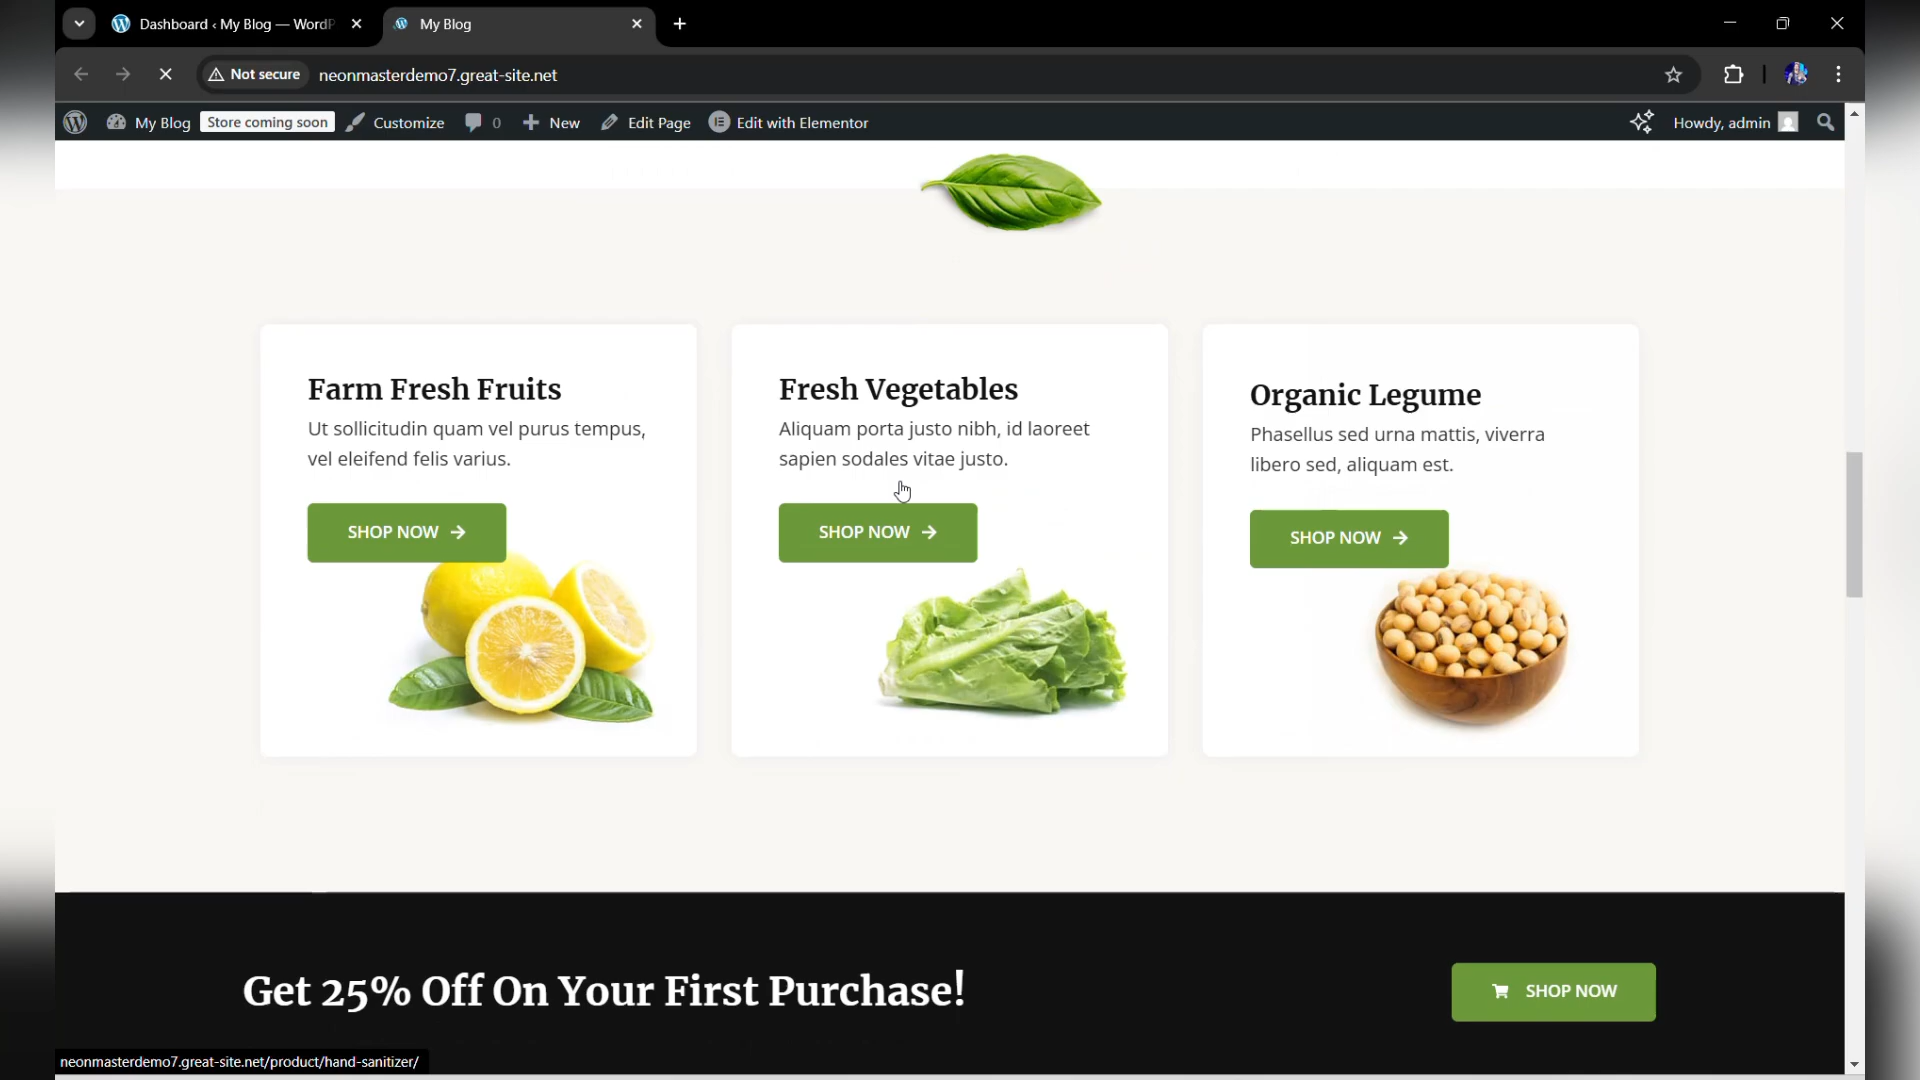 Dashboard ‹ My Blog — WordP
My Blog
Not secure
neonmasterdemo7.great-site.net
My Blog
Store coming soon
Customize
0
New
Edit Page
Edit with Elementor
Howdy, admin
Farm Fresh Fruits
Ut sollicitudin quam vel purus tempus,
vel eleifend felis varius.
SHOP NOW →
Fresh Vegetables
Aliquam porta justo nibh, id laoreet
sapien sodales vitae justo.
SHOP NOW →
Organic Legume
Phasellus sed urna mattis, viverra
libero sed, aliquam est.
SHOP NOW →
Get 25% Off On Your First Purchase!
SHOP NOW
neonmasterdemo7.great-site.net/product/hand-sanitizer/